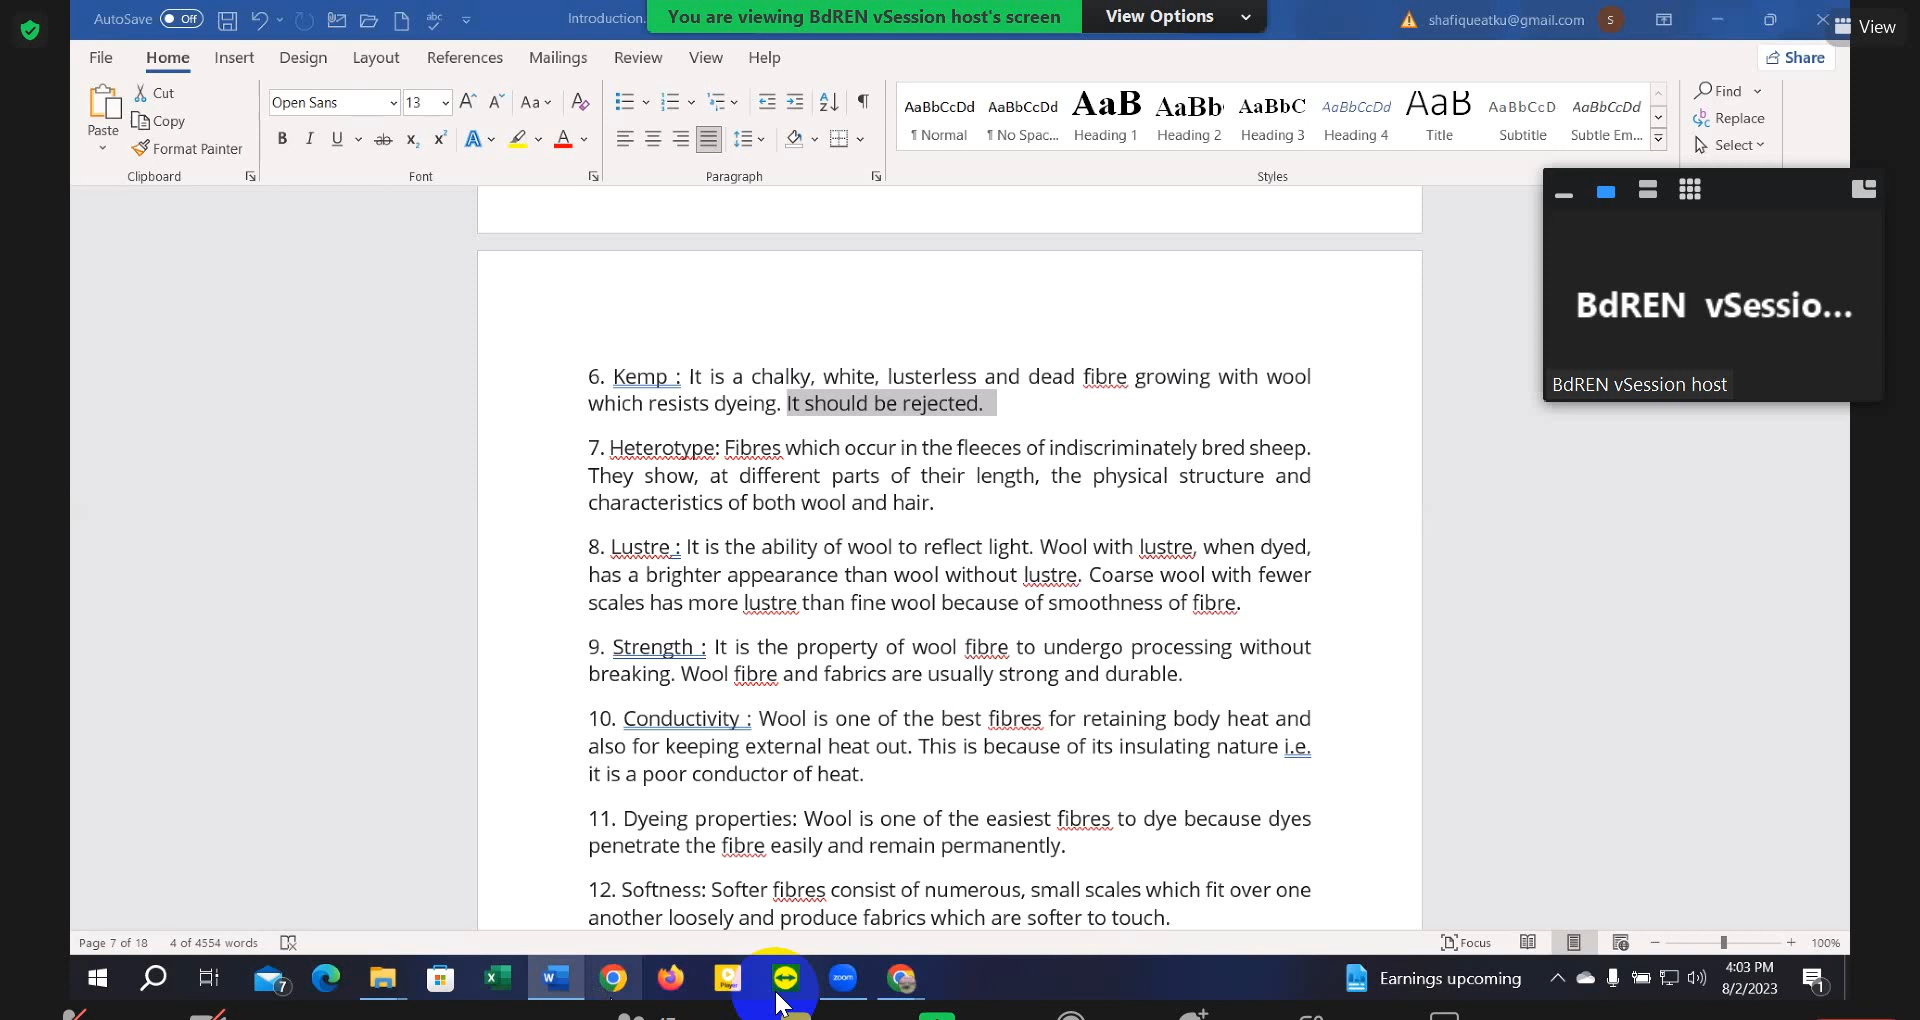 AutoSave Off Introduction. You are viewing BdREN vSession host's screen View Options shafiqueatku@gmail.com S View
File Home Insert Design Layout References Mailings Review View Help Share
Paste Cut Copy Format Painter
Clipboard
Open Sans 13 Aa
B I U ab x₂ x² A A
Font
Paragraph
AaBbCcDd AaBbCcDd AaB AaBb AaBbC AaBbCcDd AaB AaBbCcD AaBbCcDd
¶ Normal ¶ No Spac... Heading 1 Heading 2 Heading 3 Heading 4 Title Subtitle Subtle Em...
Styles
Find
Replace
Select
BdREN vSessio...
BdREN vSession host
6. Kemp : It is a chalky, white, lusterless and dead fibre growing with wool
which resists dyeing. It should be rejected.
7. Heterotype: Fibres which occur in the fleeces of indiscriminately bred sheep.
They show, at different parts of their length, the physical structure and
characteristics of both wool and hair.
8. Lustre : It is the ability of wool to reflect light. Wool with lustre, when dyed,
has a brighter appearance than wool without lustre. Coarse wool with fewer
scales has more lustre than fine wool because of smoothness of fibre.
9. Strength : It is the property of wool fibre to undergo processing without
breaking. Wool fibre and fabrics are usually strong and durable.
10. Conductivity : Wool is one of the best fibres for retaining body heat and
also for keeping external heat out. This is because of its insulating nature i.e.
it is a poor conductor of heat.
11. Dyeing properties: Wool is one of the easiest fibres to dye because dyes
penetrate the fibre easily and remain permanently.
12. Softness: Softer fibres consist of numerous, small scales which fit over one
another loosely and produce fabrics which are softer to touch.
Page 7 of 18 4 of 4554 words Focus 100%
7 Player zoom Earnings upcoming 4:03 PM
8/2/2023 1